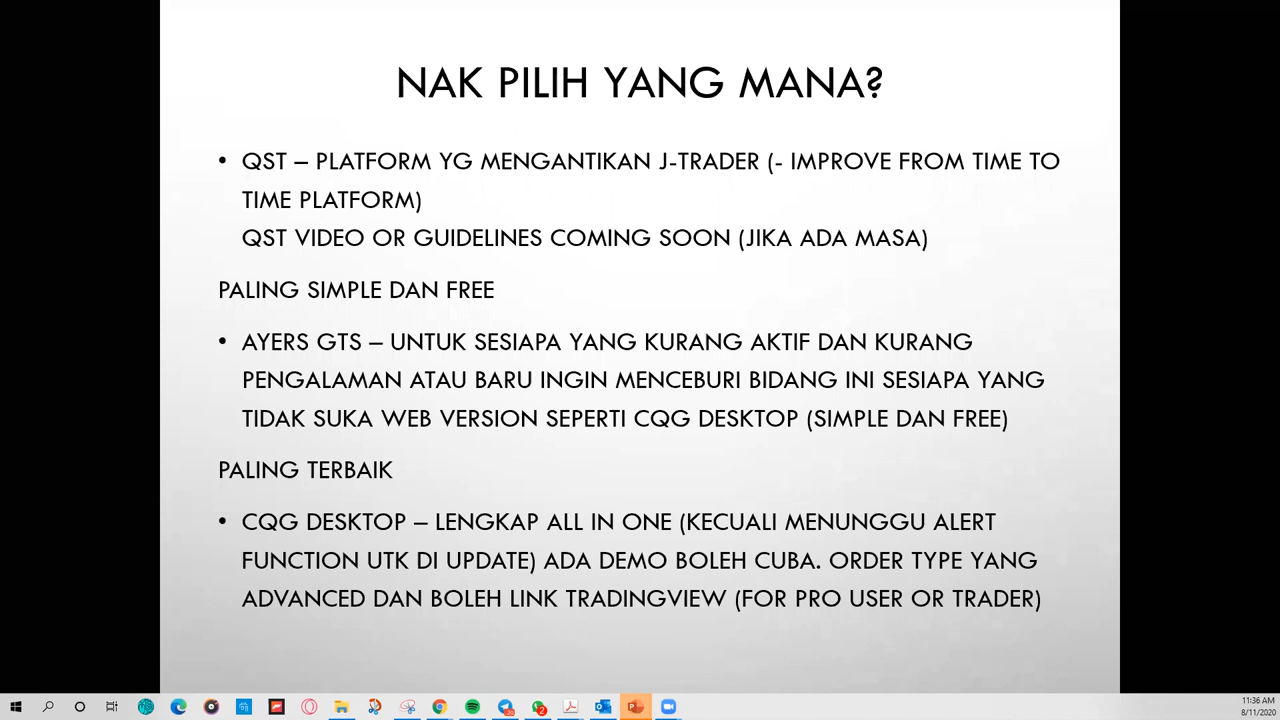 NAK PILIH YANG MANA?
• QST – PLATFORM YG MENGANTIKAN J-TRADER (- IMPROVE FROM TIME TO
TIME PLATFORM)
QST VIDEO OR GUIDELINES COMING SOON (JIKA ADA MASA)
PALING SIMPLE DAN FREE
• AYERS GTS – UNTUK SESIAPA YANG KURANG AKTIF DAN KURANG
PENGALAMAN ATAU BARU INGIN MENCEBURI BIDANG INI SESIAPA YANG
TIDAK SUKA WEB VERSION SEPERTI CQG DESKTOP (SIMPLE DAN FREE)
PALING TERBAIK
• CQG DESKTOP – LENGKAP ALL IN ONE (KECUALI MENUNGGU ALERT
FUNCTION UTK DI UPDATE) ADA DEMO BOLEH CUBA. ORDER TYPE YANG
ADVANCED DAN BOLEH LINK TRADINGVIEW (FOR PRO USER OR TRADER)
11:36 AM
8/11/2020